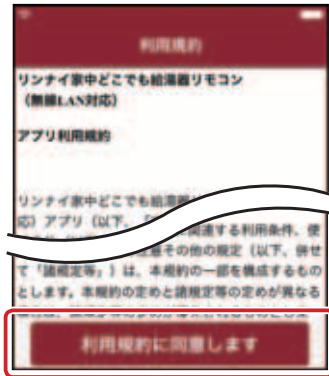 利用規約
リンナイ家中どこでも給湯器リモコン
（無線LAN対応）
アプリ利用規約
リンナイ家中どこでも給湯器
応）アプリ（以下、
連する利用条件、使
その他の規定（以下、併せ
て「諸規定等」）は、本規約の一部を構成するもの
とします。本規約の定めと諸規定等の定めが異なる
利用規約に同意します